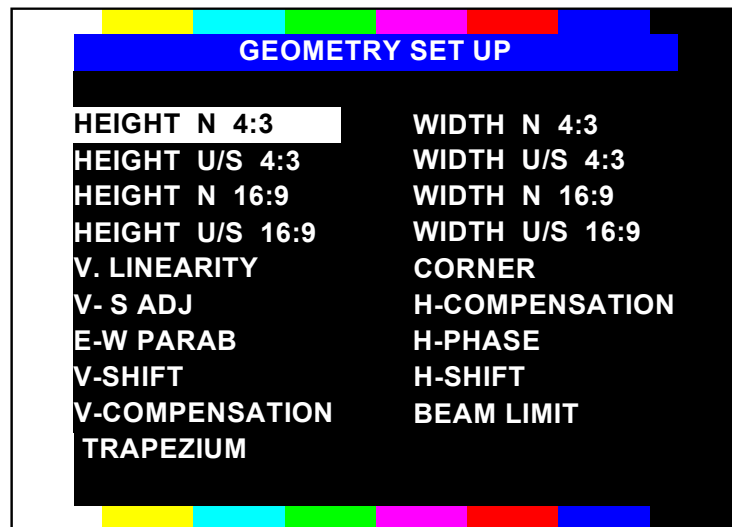 GEOMETRY SET UP
HEIGHT N 4:3
HEIGHT U/S 4:3
HEIGHT N 16:9
HEIGHT U/S 16:9
V. LINEARITY
V- S ADJ
E-W PARAB
V-SHIFT
V-COMPENSATION
TRAPEZIUM
WIDTH N 4:3
WIDTH U/S 4:3
WIDTH N 16:9
WIDTH U/S 16:9
CORNER
H-COMPENSATION
H-PHASE
H-SHIFT
BEAM LIMIT